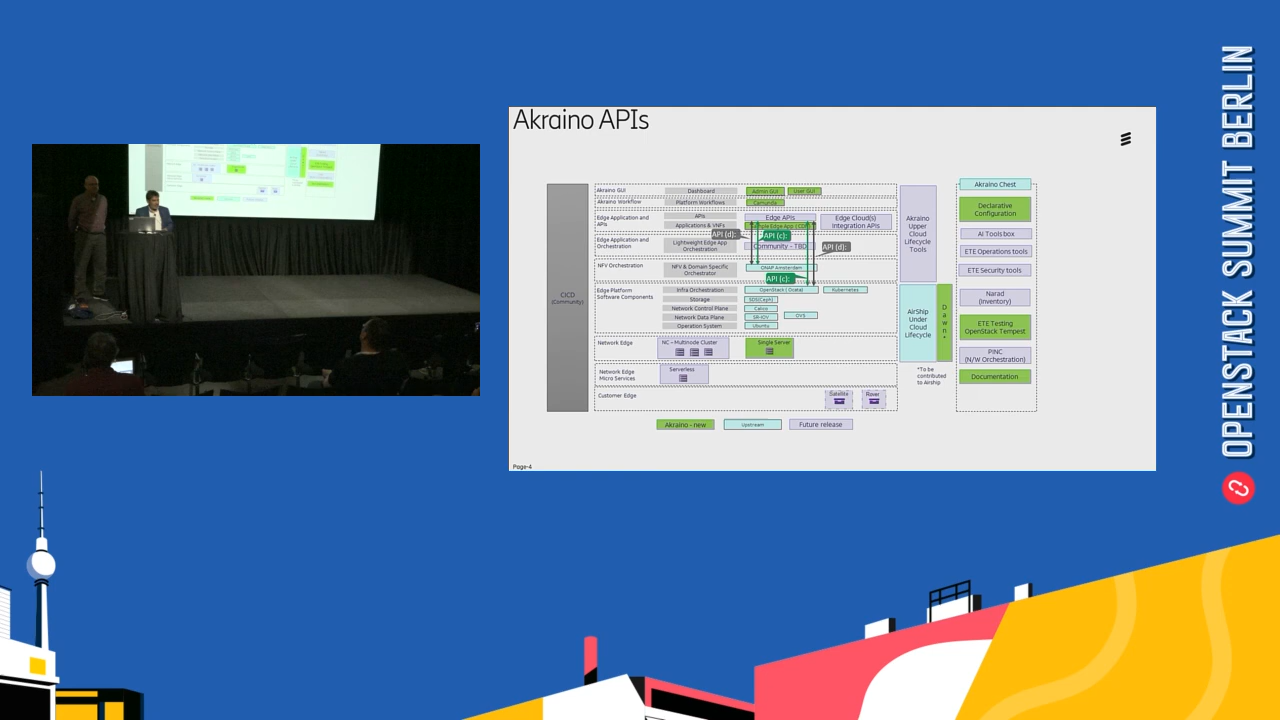 Akraino APIs
Akraino GUI
Dashboard
Admin GUI
User GUI
Akraino Workflow
Platform Workflows
Camunda
Edge Application and
APIs
APIs
Applications & VNFs
Edge APIs
Edge Cloud(s)
Integration APIs
API (d):
API (c):
API (d):
Edge Application and
Orchestration
Lightweight Edge App
Orchestration
Community - TBD
NFV Orchestration
NFV & Domain Specific
Orchestrator
ONAP Amsterdam
API (c):
Edge Platform
Software Components
Infra Orchestration
OpenStack ( Ocata)
Kubernetes
Storage
SDS(Ceph)
Network Control Plane
Calico
Network Data Plane
SR-IOV
OVS
Operation System
Ubuntu
Network Edge
NC – Multinode Cluster
Single Server
Network Edge
Micro Services
Serverless
Customer Edge
Satellite
Rover
CICD
(Community)
Akraino
Upper
Cloud
Lifecycle
Tools
AirShip
Under
Cloud
Lifecycle
D
a
w
n
*
*To be
contributed
to Airship
Akraino Chest
Declarative
Configuration
AI Tools box
ETE Operations tools
ETE Security tools
Narad
(Inventory)
ETE Testing
OpenStack Tempest
PINC
(N/W Orchestration)
Documentation
Akraino - new
Upstream
Future release
Page-4
OPENSTACK SUMMIT BERLIN